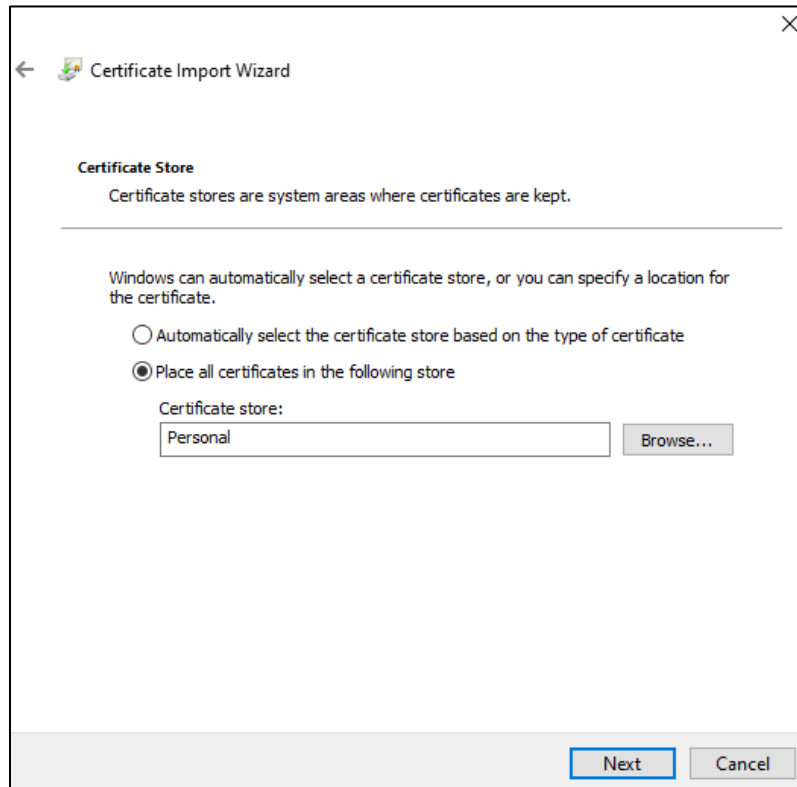 Certificate Import Wizard
Certificate Store
Certificate stores are system areas where certificates are kept.
Windows can automatically select a certificate store, or you can specify a location for
the certificate.
Automatically select the certificate store based on the type of certificate
Place all certificates in the following store
Certificate store:
Personal
Browse...
Next
Cancel